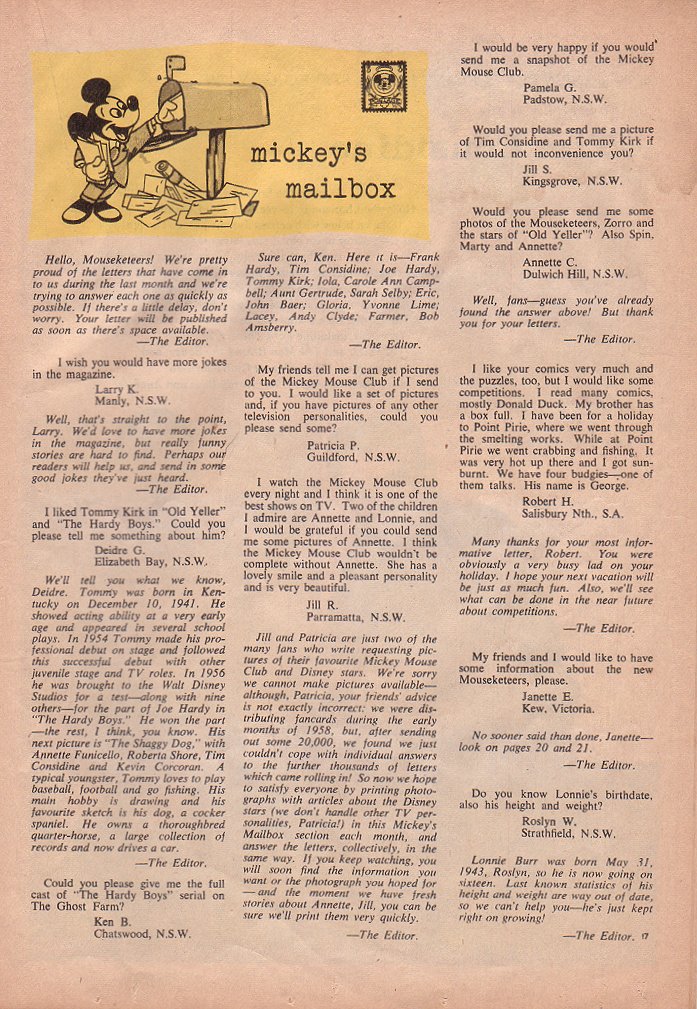 mickey's
mailbox
Hello, Mouseketeers! We're pretty
proud of the letters that have come in
to us during the last month and we're
trying to answer each one as quickly as
possible. If there's a little delay, don't
worry. Your letter will be published
as soon as there's space available.
—The Editor.
I wish you would have more jokes
in the magazine.
Larry K.
Manly, N.S.W.
Well, that's straight to the point,
Larry. We'd love to have more jokes
in the magazine, but really funny
stories are hard to find. Perhaps our
readers will help us, and send in some
good jokes they've just heard.
—The Editor.
I liked Tommy Kirk in "Old Yeller"
and "The Hardy Boys." Could you
please tell me something about him?
Deidre G.
Elizabeth Bay, N.S.W.
We'll tell you what we know,
Deidre. Tommy was born in Ken-
tucky on December 10, 1941. He
showed acting ability at a very early
age and appeared in several school
plays. In 1954 Tommy made his pro-
fessional debut on stage and followed
this successful debut with other
juvenile stage and TV roles. In 1956
he was brought to the Walt Disney
Studios for a test—along with nine
others—for the part of Joe Hardy in
"The Hardy Boys." He won the part
—the rest, I think, you know. His
next picture is "The Shaggy Dog," with
Annette Funicello, Roberta Shore, Tim
Considine and Kevin Corcoran. A
typical youngster, Tommy loves to play
baseball, football and go fishing. His
main hobby is drawing and his
favourite sketch is his dog, a cocker
spaniel. He owns a thoroughbred
quarter-horse, a large collection of
records and now drives a car.
—The Editor.
Could you please give me the full
cast of "The Hardy Boys" serial on
The Ghost Farm?
Ken B.
Chatswood, N.S.W.
Sure can, Ken. Here it is—Frank
Hardy, Tim Considine; Joe Hardy,
Tommy Kirk; Iola, Carole Ann Camp-
bell; Aunt Gertrude, Sarah Selby; Eric,
John Baer; Gloria, Yvonne Lime;
Lacey, Andy Clyde; Farmer, Bob
Amsberry.
—The Editor.
My friends tell me I can get pictures
of the Mickey Mouse Club if I send
to you. I would like a set of pictures
and, if you have pictures of any other
television personalities, could you
please send some?
Patricia P.
Guildford, N.S.W.
I watch the Mickey Mouse Club
every night and I think it is one of the
best shows on TV. Two of the children
I admire are Annette and Lonnie, and
I would be grateful if you could send
me some pictures of Annette. I think
the Mickey Mouse Club wouldn't be
complete without Annette. She has a
lovely smile and a pleasant personality
and is very beautiful.
Jill R.
Parramatta, N.S.W.
Jill and Patricia are just two of the
many fans who write requesting pic-
tures of their favourite Mickey Mouse
Club and Disney stars. We're sorry
we cannot make pictures available—
although, Patricia, your friends' advice
is not exactly incorrect: we were dis-
tributing fancards during the early
months of 1958, but, after sending
out some 20,000, we found we just
couldn't cope with individual answers
to the further thousands of letters
which came rolling in! So now we hope
to satisfy everyone by printing photo-
graphs with articles about the Disney
stars (we don't handle other TV per-
sonalities, Patricia!) in this Mickey's
Mailbox section each month, and
answer the letters, collectively, in the
same way. If you keep watching, you
will soon find the information you
want or the photograph you hoped for
—and the moment we have fresh
stories about Annette, Jill, you can be
sure we'll print them very quickly.
—The Editor.
I would be very happy if you would
send me a snapshot of the Mickey
Mouse Club.
Pamela G.
Padstow, N.S.W.
Would you please send me a picture
of Tim Considine and Tommy Kirk if
it would not inconvenience you?
Jill S.
Kingsgrove, N.S.W.
Would you please send me some
photos of the Mouseketeers, Zorro and
the stars of "Old Yeller"? Also Spin,
Marty and Annette?
Annette C.
Dulwich Hill, N.S.W.
Well, fans—guess you've already
found the answer above! But thank
you for your letters.
—The Editor.
I like your comics very much and
the puzzles, too, but I would like some
competitions. I read many comics,
mostly Donald Duck. My brother has
a box full. I have been for a holiday
to Point Pirie, where we went through
the smelting works. While at Point
Pirie we went crabbing and fishing. It
was very hot up there and I got sun-
burnt. We have four budgies—one of
them talks. His name is George.
Robert H.
Salisbury Nth., S.A.
Many thanks for your most infor-
mative letter, Robert. You were
obviously a very busy lad on your
holiday. I hope your next vacation will
be just as much fun. Also, we'll see
what can be done in the near future
about competitions.
—The Editor.
My friends and I would like to have
some information about the new
Mouseketeers, please.
Janette E.
Kew, Victoria.
No sooner said than done, Janette—
look on pages 20 and 21.
—The Editor.
Do you know Lonnie's birthdate,
also his height and weight?
Roslyn W.
Strathfield, N.S.W.
Lonnie Burr was born May 31,
1943, Roslyn, so he is now going on
sixteen. Last known statistics of his
height and weight are way out of date,
so we can't help you—he's just kept
right on growing!
—The Editor. 17